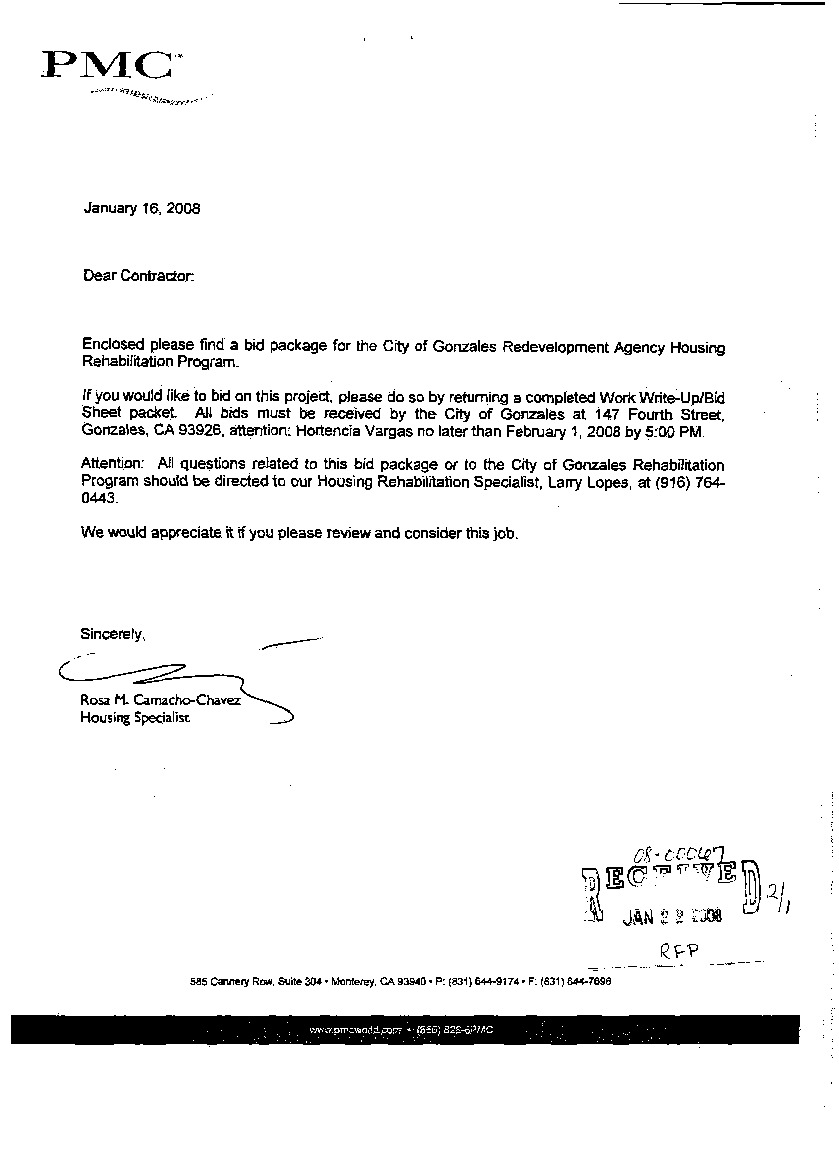 PMC
January 16, 2008
Dear Contractor:
Enclosed please find a bid package for the City of Gonzales Redevelopment Agency Housing
Rehabilitation Program.
If you would like to bid on this project, please do so by returning a completed Work Write-Up/Bid
Sheet packet. All bids must be received by the City of Gonzales at 147 Fourth Street,
Gonzales, CA 93926, attention: Hortencia Vargas no later than February 1, 2008 by 5:00 PM.
Attention: All questions related to this bid package or to the City of Gonzales Rehabilitation
Program should be directed to our Housing Rehabilitation Specialist, Larry Lopes, at (916) 764-
0443.
We would appreciate it if you please review and consider this job.
Sincerely,
Rosa M. Camacho-Chavez
Housing Specialist
08-00067
RECEIVED
2/1
JAN 22 2008
RFP
585 Cannery Row, Suite 304 • Monterey, CA 93940 • P: (831) 644-9174 • F: (831) 644-7696
www.pmcworld.com • (866) 828-6PMC